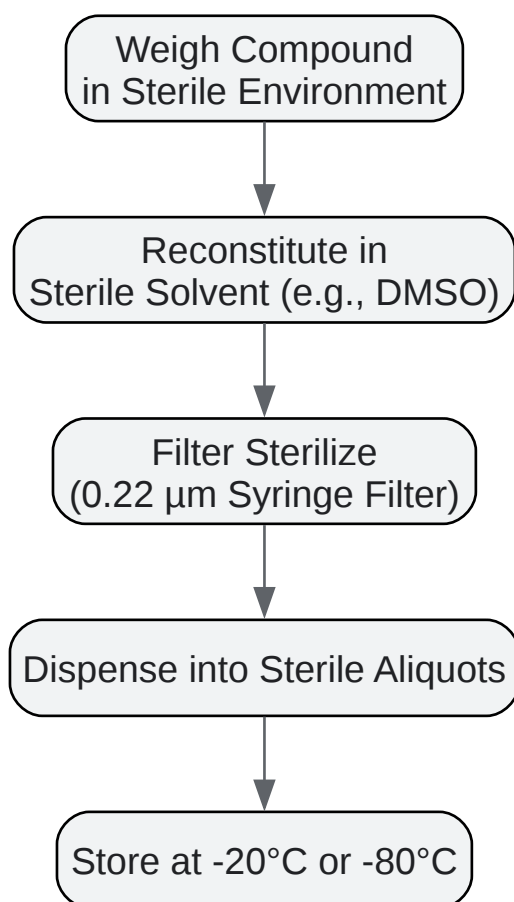 Weigh Compound
in Sterile Environment
Reconstitute in
Sterile Solvent (e.g., DMSO)
Filter Sterilize
(0.22 µm Syringe Filter)
Dispense into Sterile Aliquots
Store at -20°C or -80°C